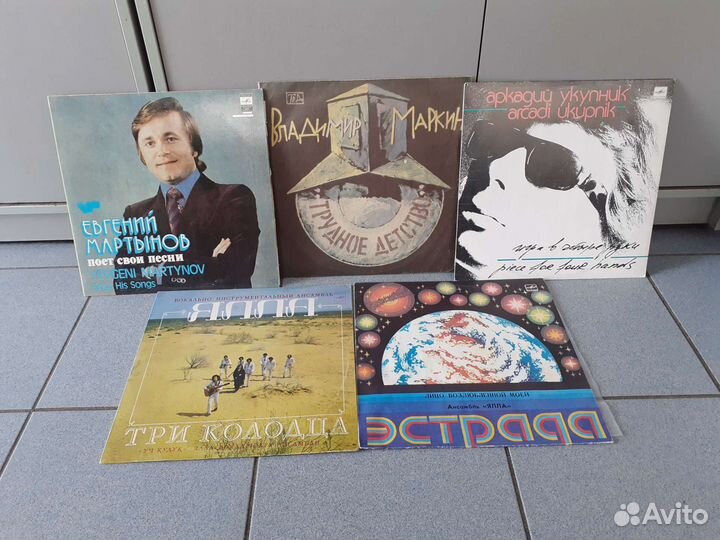 ЕВГЕНИЙ
МАРТЫНОВ
ПОЕТ СВОИ ПЕСНИ
EVGENI MARTYNOV
His Songs
ВЛАДИМИР МАРКИН
"ТРУДНОЕ ДЕТСТВО"
аркадий укупник
arcadi ukupnik
игра в четыре руки
piece for four hands
ВОКАЛЬНО-ИНСТРУМЕНТАЛЬНЫЙ АНСАМБЛЬ
ЯЛЛА
ТРИ КОЛОДЦА
ЛИЦО ВОЗЛЮБЛЕННОЙ МОЕЙ
Ансамбль «ЯЛЛА»
ЭСТРАДА
Avito